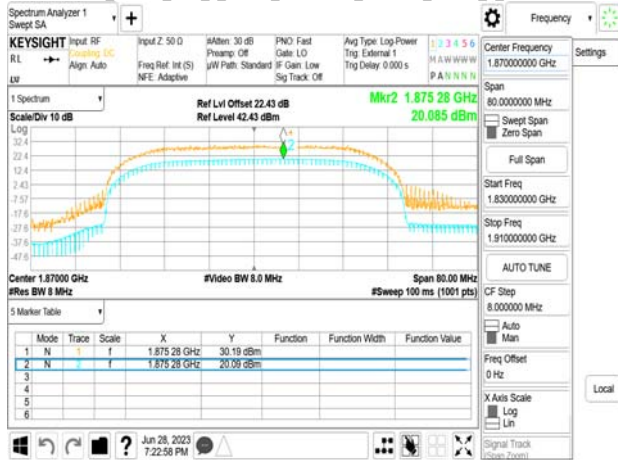 Spectrum Analyzer 1
Swept SA
+
Frequency
KEYSIGHT
RL
Input: RF
Coupling: DC
Align: Auto
Input Z: 50 Ω
Freq Ref: Int (S)
NFE: Adaptive
#Atten: 30 dB
Preamp: Off
µW Path: Standard
PNO: Fast
Gate: LO
IF Gain: Low
Sig Track: Off
Avg Type: Log-Power
Trig: External 1
Trig Delay: 0.000 s
1 2 3 4 5 6
M A W W W W
P A N N N N
LV
1 Spectrum
Scale/Div 10 dB
Log
Ref Lvl Offset 22.43 dB
Ref Level 42.43 dBm
Mkr2 1.875 28 GHz
20.085 dBm
32.4
22.4
12.4
2.43
-7.57
-17.6
-27.6
-37.6
-47.6
1
2
Center 1.87000 GHz
#Res BW 8 MHz
#Video BW 8.0 MHz
Span 80.00 MHz
#Sweep 100 ms (1001 pts)
5 Marker Table
Mode Trace Scale X Y Function Function Width Function Value
1 N 1 f 1.875 28 GHz 30.19 dBm
2 N 2 f 1.875 28 GHz 20.09 dBm
3
4
5
6
Jun 28, 2023
7:22:58 PM
?
Center Frequency
1.870000000 GHz
Settings
Span
80.0000000 MHz
Swept Span
Zero Span
Full Span
Start Freq
1.830000000 GHz
Stop Freq
1.910000000 GHz
AUTO TUNE
CF Step
8.000000 MHz
Auto
Man
Freq Offset
0 Hz
X Axis Scale
Log
Lin
Local
Signal Track
(Span Zoom)